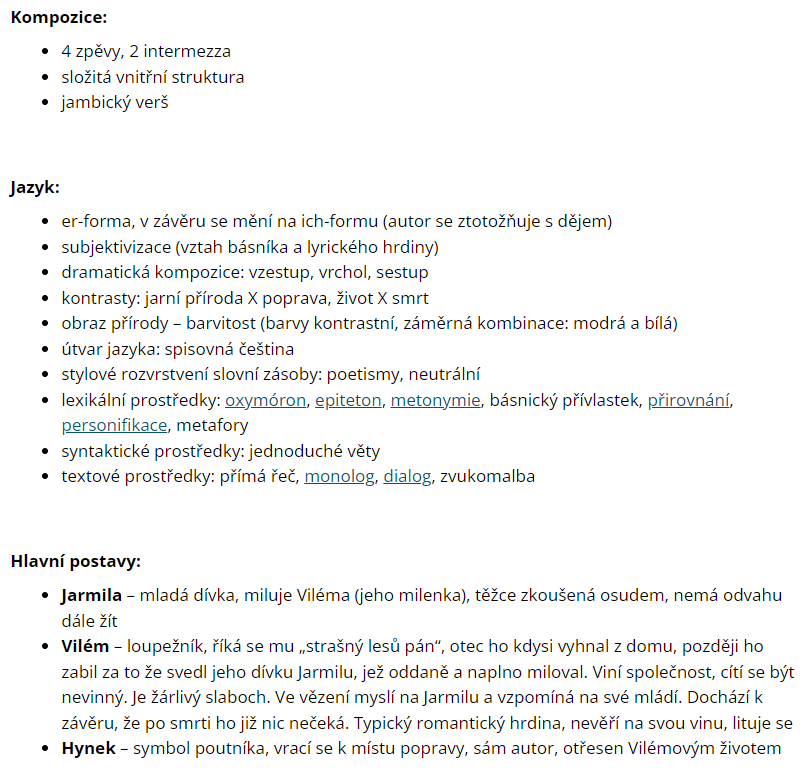 Kompozice:
4 zpěvy, 2 intermezza
složitá vnitřní struktura
jambický verš
Jazyk:
er-forma, v závěru se mění na ich-formu (autor se ztotožňuje s dějem)
subjektivizace (vztah básníka a lyrického hrdiny)
dramatická kompozice: vzestup, vrchol, sestup
kontrasty: jarní příroda X poprava, život X smrt
obraz přírody – barvitost (barvy kontrastní, záměrná kombinace: modrá a bílá)
útvar jazyka: spisovná čeština
stylové rozvrstvení slovní zásoby: poetismy, neutrální
lexikální prostředky: oxymóron, epiteton, metonymie, básnický přívlastek, přirovnání,
personifikace, metafory
syntaktické prostředky: jednoduché věty
textové prostředky: přímá řeč, monolog, dialog, zvukomalba
Hlavní postavy:
Jarmila – mladá dívka, miluje Viléma (jeho milenka), těžce zkoušená osudem, nemá odvahu
dále žít
Vilém – loupežník, říká se mu „strašný lesů pán“, otec ho kdysi vyhnal z domu, později ho
zabil za to že svedl jeho dívku Jarmilu, jež oddaně a naplno miloval. Viní společnost, cítí se být
nevinný. Je žárlivý slaboch. Ve vězení myslí na Jarmilu a vzpomíná na své mládí. Dochází k
závěru, že po smrti ho již nic nečeká. Typický romantický hrdina, nevěří na svou vinu, lituje se
Hynek – symbol poutníka, vrací se k místu popravy, sám autor, otřesen Vilémovým životem